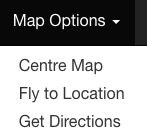 Map Options
Centre Map
Fly to Location
Get Directions